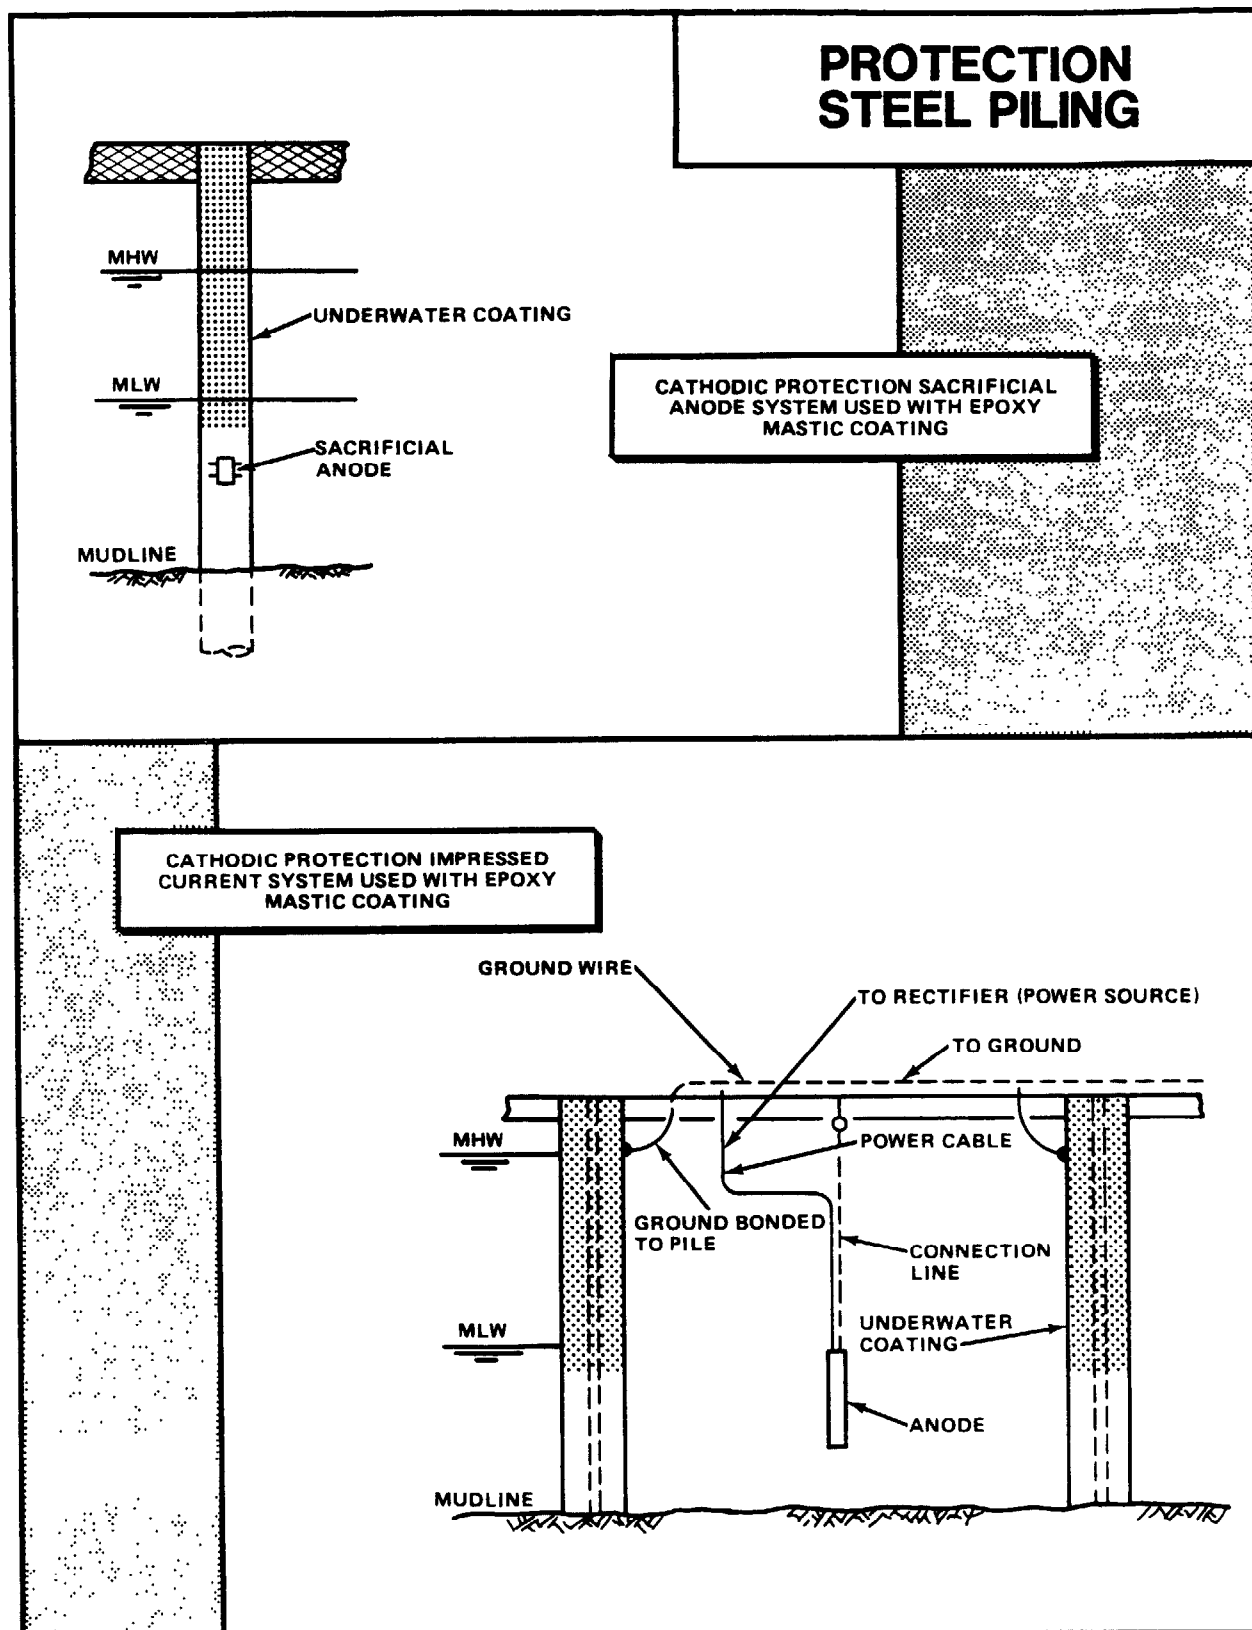 PROTECTION
STEEL PILING
MHW
UNDERWATER COATING
MLW
SACRIFICIAL
ANODE
MUDLINE
CATHODIC PROTECTION SACRIFICIAL
ANODE SYSTEM USED WITH EPOXY
MASTIC COATING
CATHODIC PROTECTION IMPRESSED
CURRENT SYSTEM USED WITH EPOXY
MASTIC COATING
GROUND WIRE
TO RECTIFIER (POWER SOURCE)
TO GROUND
MHW
POWER CABLE
GROUND BONDED
TO PILE
CONNECTION
LINE
MLW
UNDERWATER
COATING
ANODE
MUDLINE